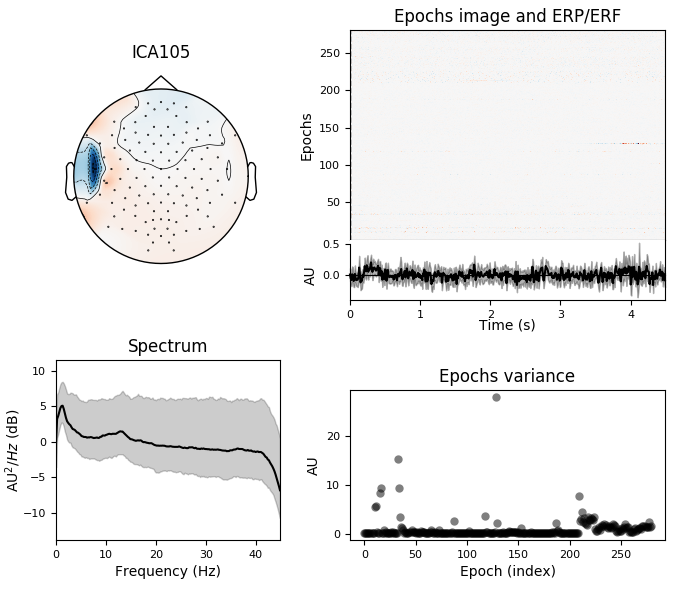 ICA105
Epochs image and ERP/ERF
Epochs
250
200
150
100
50
AU
0.5
0.0
0 1 2 3 4
Time (s)
Spectrum
AU²/Hz (dB)
10
5
0
−5
−10
0 10 20 30 40
Frequency (Hz)
Epochs variance
AU
20
10
0
0 50 100 150 200 250
Epoch (index)